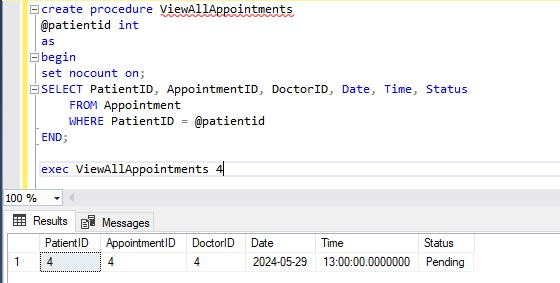 create procedure ViewAllAppointments
@patientid int
as
begin
set nocount on;
SELECT PatientID, AppointmentID, DoctorID, Date, Time, Status
FROM Appointment
WHERE PatientID = @patientid
END;
exec ViewAllAppointments 4
100 %
Results Messages
PatientID AppointmentID DoctorID Date Time Status
1 4 4 4 2024-05-29 13:00:00.0000000 Pending